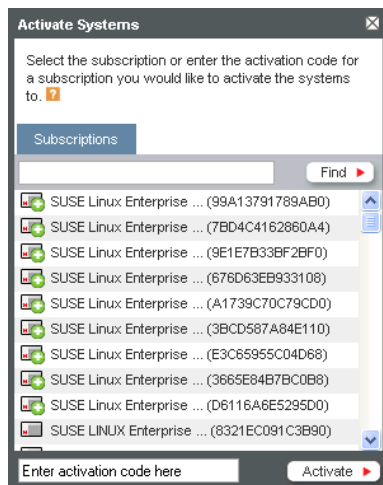 Activate Systems
Select the subscription or enter the activation code for
a subscription you would like to activate the systems
to. ?
Subscriptions
Find
SUSE Linux Enterprise ... (99A13791789AB0)
SUSE Linux Enterprise ... (7BD4C4162860A4)
SUSE Linux Enterprise ... (9E1E7B33BF2BF0)
SUSE Linux Enterprise ... (676D63EB933108)
SUSE Linux Enterprise ... (A1739C70C79CD0)
SUSE Linux Enterprise ... (3BCD587A84E110)
SUSE Linux Enterprise ... (E3C65955C04D68)
SUSE Linux Enterprise ... (3665E84B7BC0B8)
SUSE Linux Enterprise ... (D6116A6E5295D0)
SUSE LINUX Enterprise ... (8321EC091C3B90)
Enter activation code here
Activate